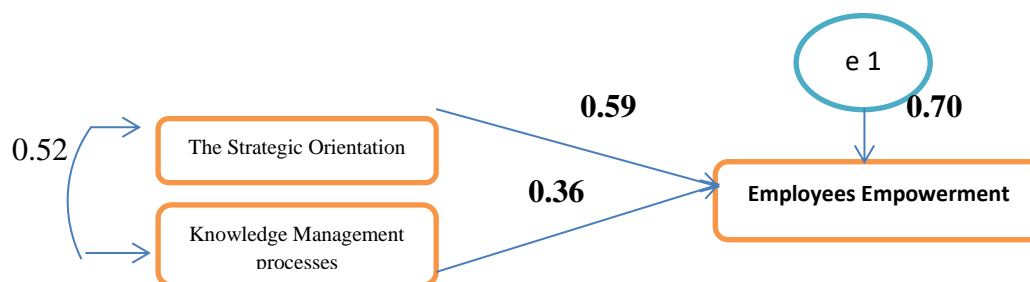 e 1
0.59
0.70
0.52
The Strategic Orientation
0.36
Employees Empowerment
Knowledge Management
processes